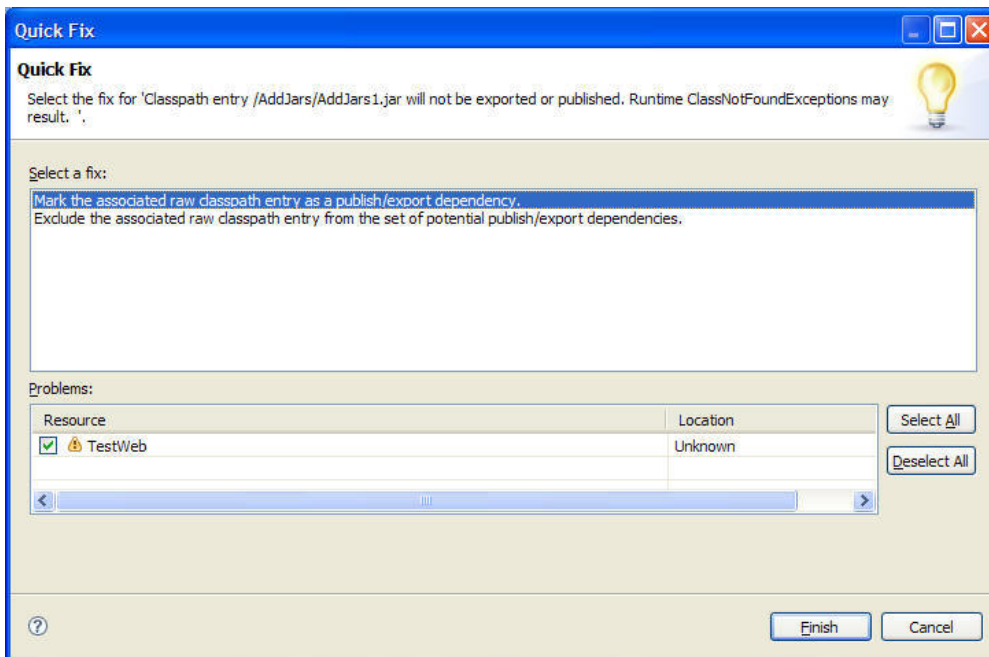 Quick Fix
Quick Fix
Select the fix for 'Classpath entry /AddJars/AddJars1.jar will not be exported or published. Runtime ClassNotFoundExceptions may
result. '.
Select a fix:
Mark the associated raw classpath entry as a publish/export dependency.
Exclude the associated raw classpath entry from the set of potential publish/export dependencies.
Problems:
Resource Location
Select All
TestWeb Unknown
Deselect All
?
Finish Cancel